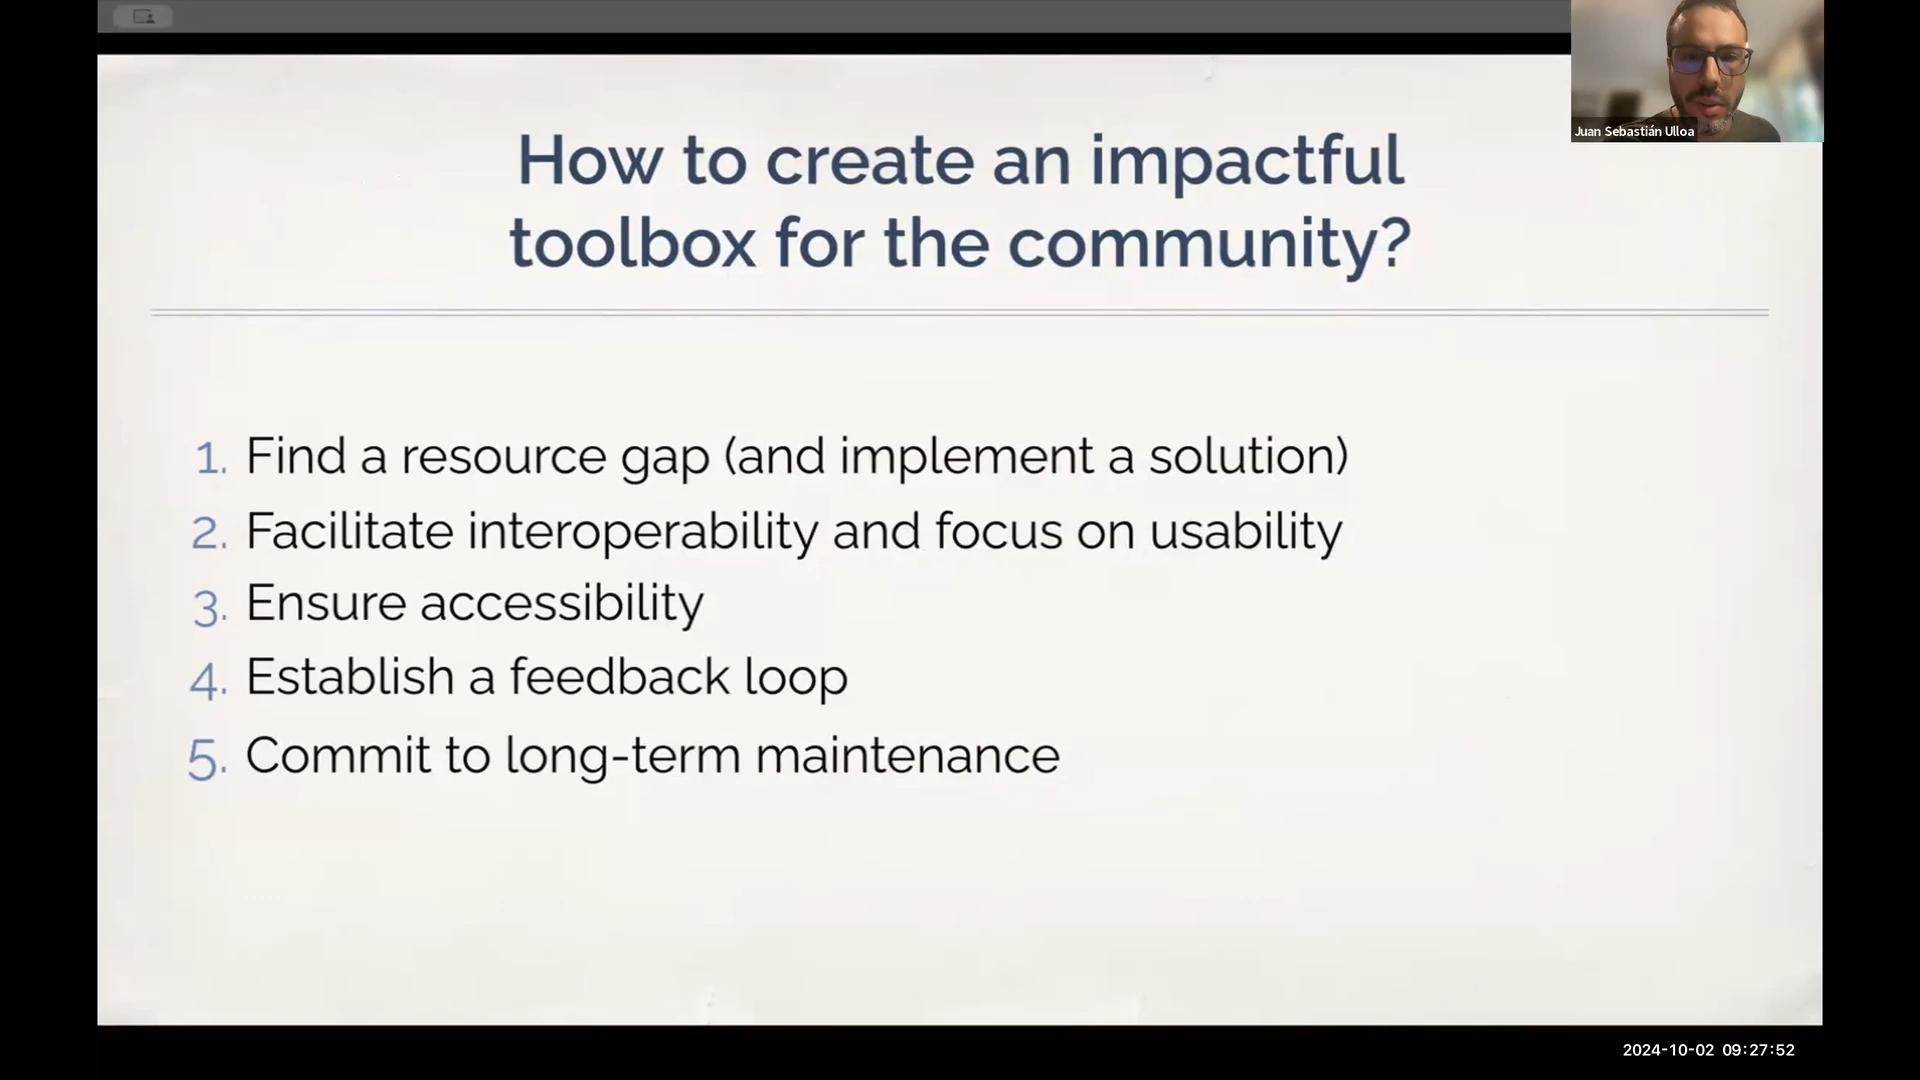 Juan Sebastián Ulloa
How to create an impactful
toolbox for the community?
1. Find a resource gap (and implement a solution)
2. Facilitate interoperability and focus on usability
3. Ensure accessibility
4. Establish a feedback loop
5. Commit to long-term maintenance
2024-10-02 09:27:52